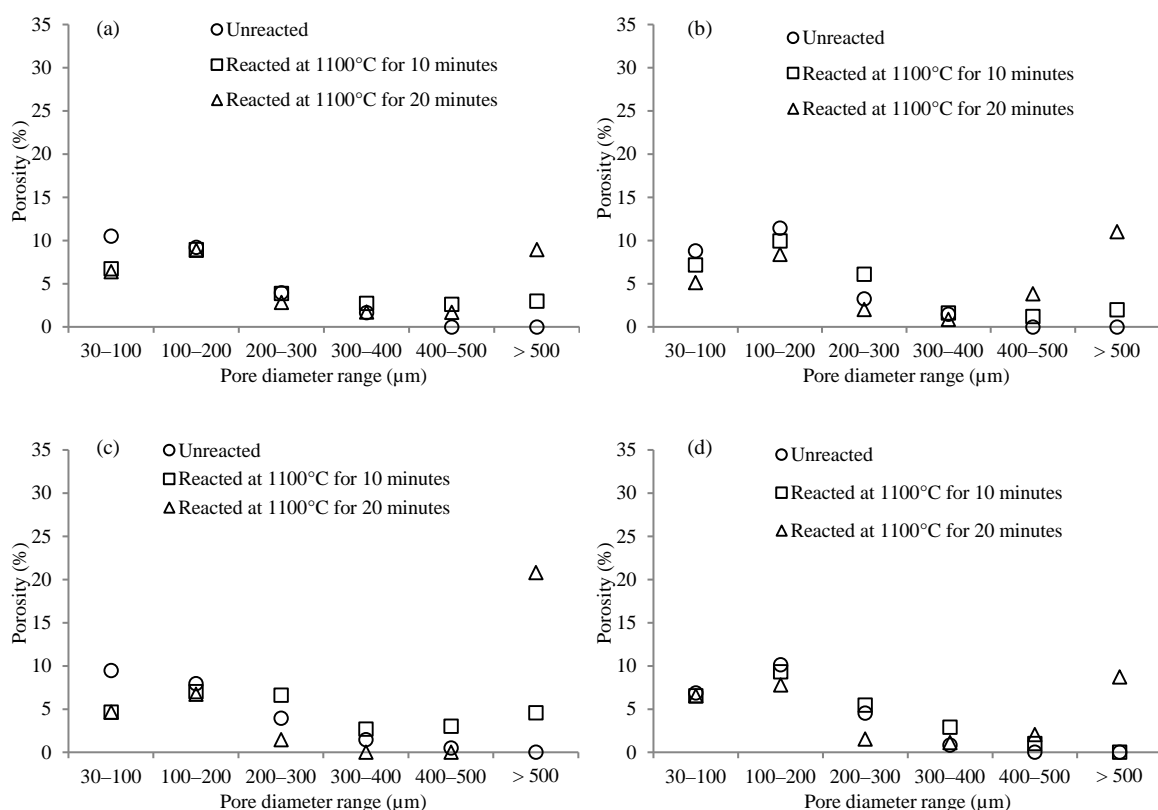 (a)
Unreacted
Reacted at 1100°C for 10 minutes
Reacted at 1100°C for 20 minutes
Porosity (%)
35
30
25
20
15
10
5
0
30–100 100–200 200–300 300–400 400–500 > 500
Pore diameter range (µm)
(b)
Unreacted
Reacted at 1100°C for 10 minutes
Reacted at 1100°C for 20 minutes
Porosity (%)
35
30
25
20
15
10
5
0
30–100 100–200 200–300 300–400 400–500 > 500
Pore diameter range (µm)
(c)
Unreacted
Reacted at 1100°C for 10 minutes
Reacted at 1100°C for 20 minutes
Porosity (%)
35
30
25
20
15
10
5
0
30–100 100–200 200–300 300–400 400–500 > 500
Pore diameter range (µm)
(d)
Unreacted
Reacted at 1100°C for 10 minutes
Reacted at 1100°C for 20 minutes
Porosity (%)
35
30
25
20
15
10
5
0
30–100 100–200 200–300 300–400 400–500 > 500
Pore diameter range (µm)